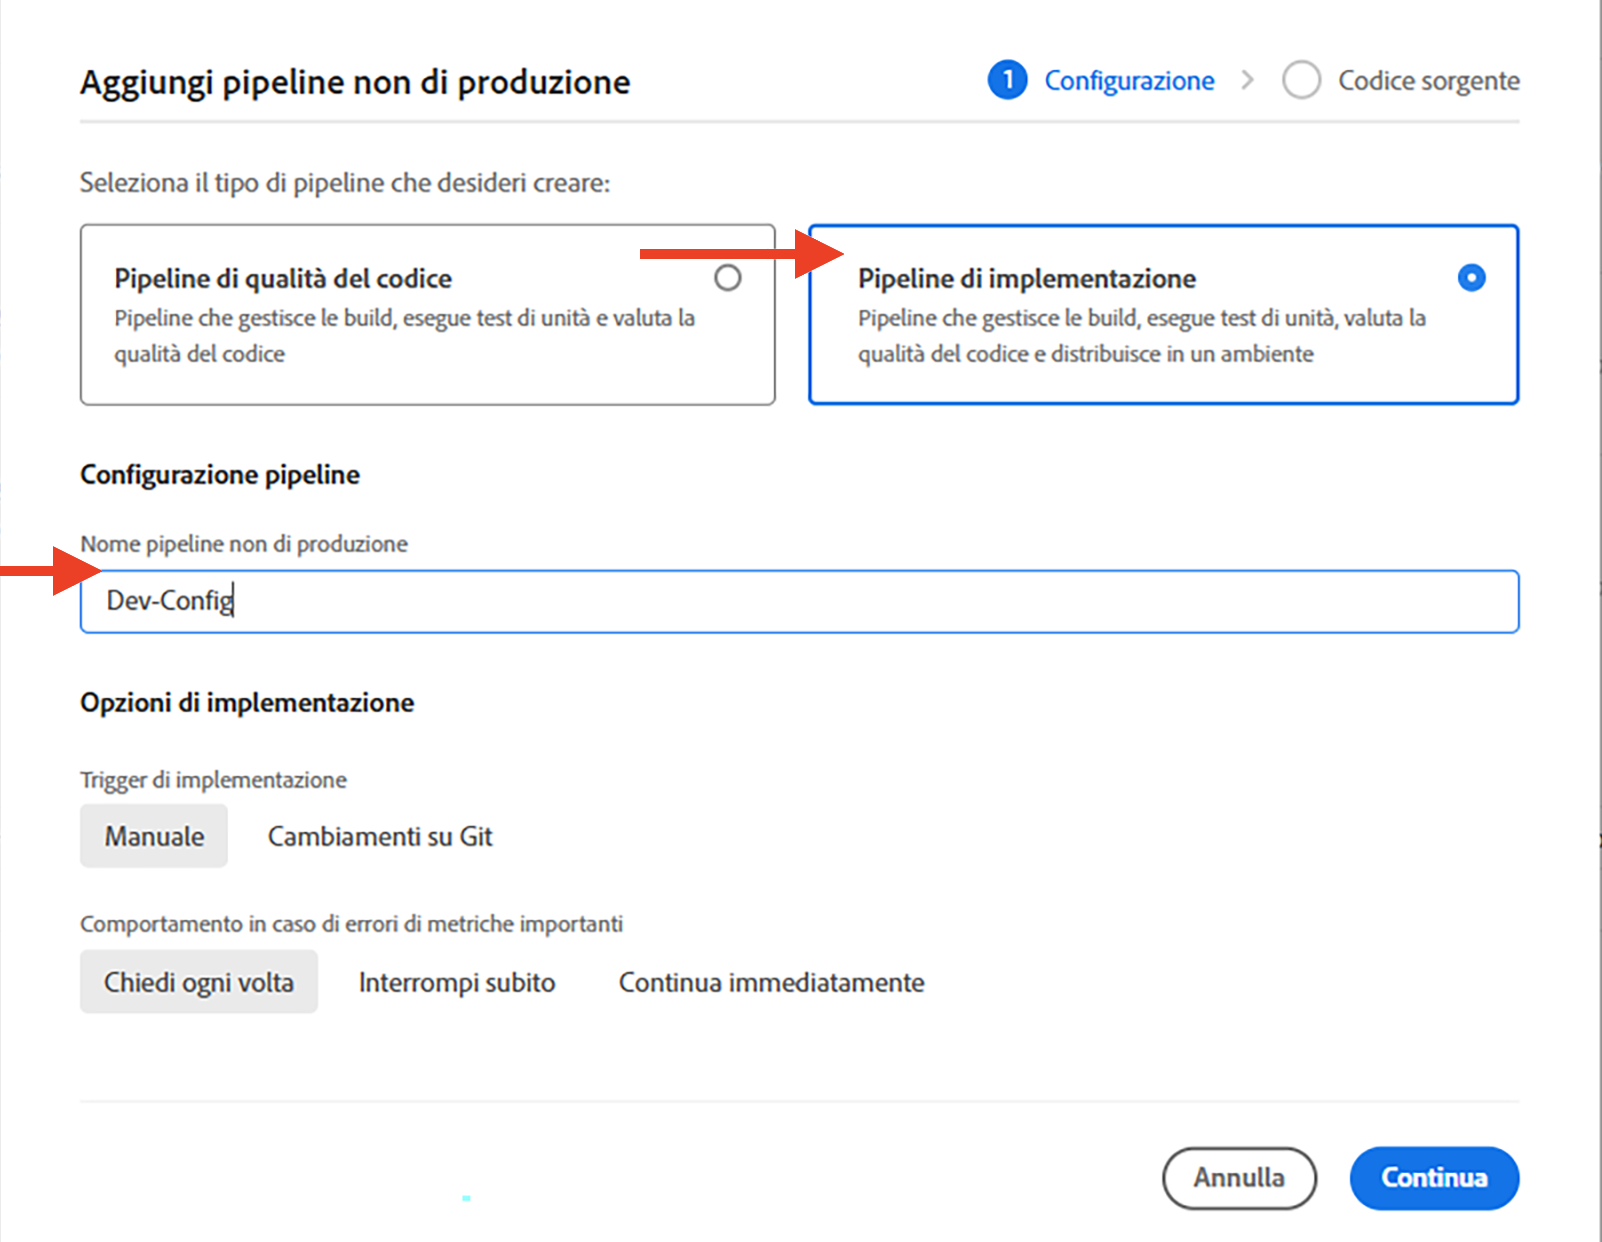 Aggiungi pipeline non di produzione
1 Configurazione > Codice sorgente
Seleziona il tipo di pipeline che desideri creare:
Pipeline di qualità del codice
Pipeline che gestisce le build, esegue test di unità e valuta la
qualità del codice
Pipeline di implementazione
Pipeline che gestisce le build, esegue test di unità, valuta la
qualità del codice e distribuisce in un ambiente
Configurazione pipeline
Nome pipeline non di produzione
Dev-Config
Opzioni di implementazione
Trigger di implementazione
Manuale Cambiamenti su Git
Comportamento in caso di errori di metriche importanti
Chiedi ogni volta Interrompi subito Continua immediatamente
Annulla Continua